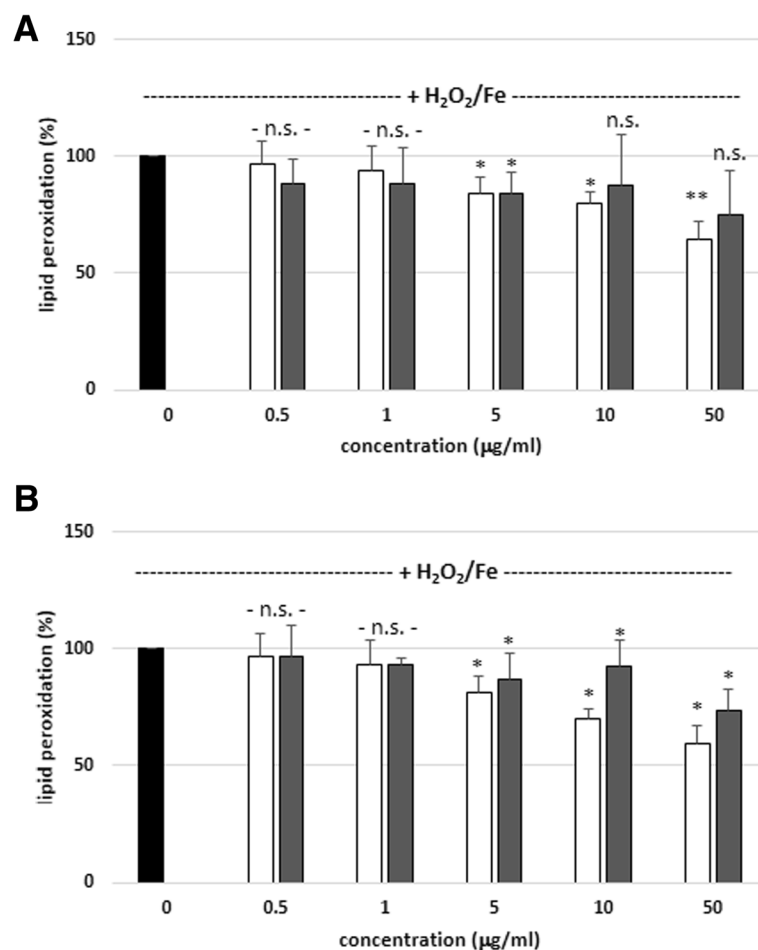 A
150
+ H₂O₂/Fe
- n.s. -
- n.s. -
n.s.
n.s.
100
*
*
*
**
lipid peroxidation (%)
50
0
0
0.5
1
5
10
50
concentration (µg/ml)
B
150
+ H₂O₂/Fe
- n.s. -
- n.s. -
100
*
*
*
*
*
*
lipid peroxidation (%)
50
0
0
0.5
1
5
10
50
concentration (µg/ml)